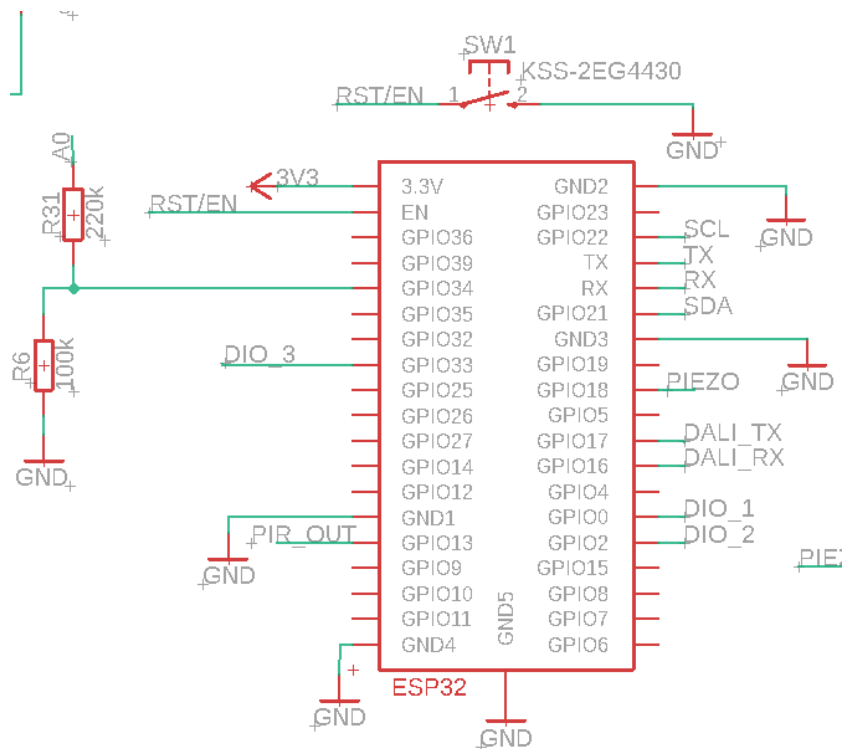 SW1
KSS-2EG4430
RST/EN
1
2
GND
A0
R31
220k
3V3
RST/EN
3.3V
GND2
EN
GPIO23
GND
GPIO36
GPIO22
SCL
GPIO39
TX
TX
GPIO34
RX
RX
GPIO35
GPIO21
SDA
GPIO32
GND3
R6
100k
DIO_3
GPIO33
GPIO19
GND
GPIO25
GPIO18
PIEZO
GPIO26
GPIO5
GPIO27
GPIO17
DALI_TX
GPIO14
GPIO16
DALI_RX
GND
GPIO12
GPIO4
GND1
GPIO0
DIO_1
PIR_OUT
GPIO13
GPIO2
DIO_2
GND
GPIO9
GPIO15
PIEZ
GPIO10
GPIO8
GPIO11
GND5
GPIO7
GND4
GPIO6
ESP32
GND
GND